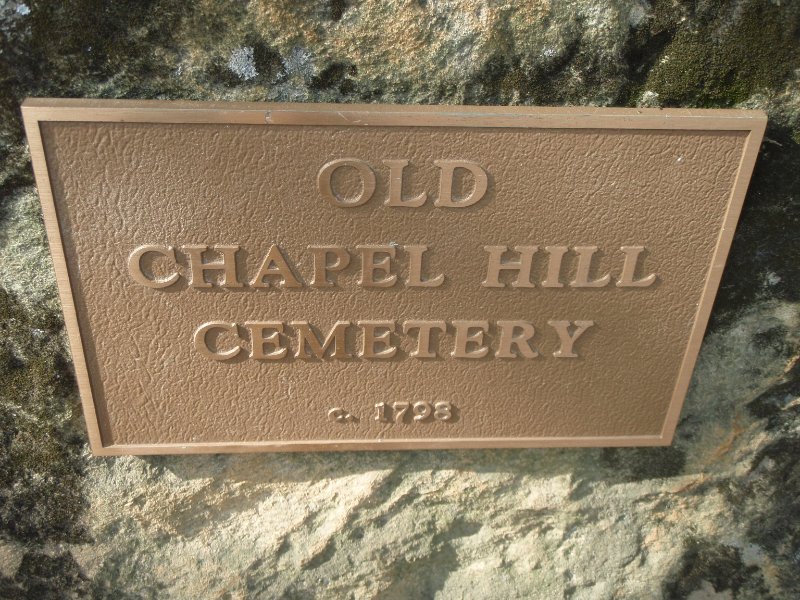 OLD
CHAPEL HILL
CEMETERY
c. 1798